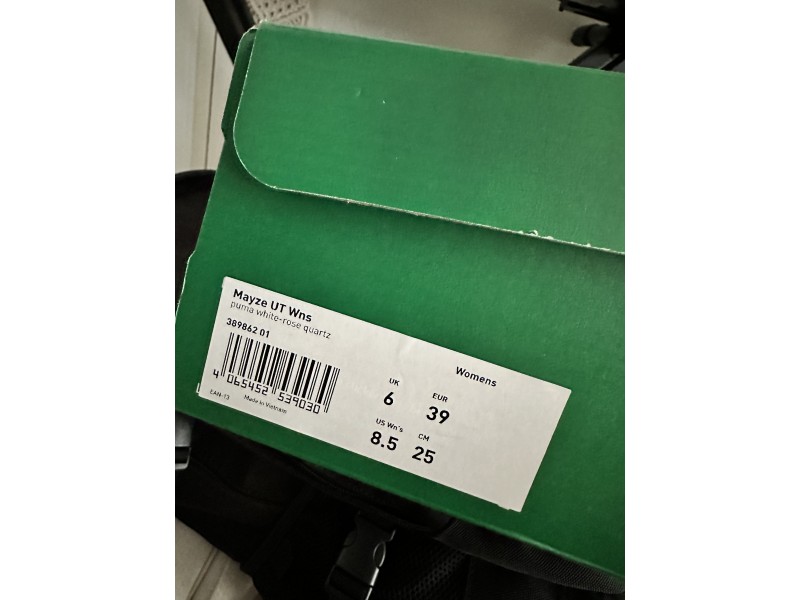 Mayze UT Wns
puma white-rose quartz
389862 01
Womens
4 065452 539030
EAN-13 Made in Vietnam
UK EUR
6 39
US Wn's CM
8.5 25